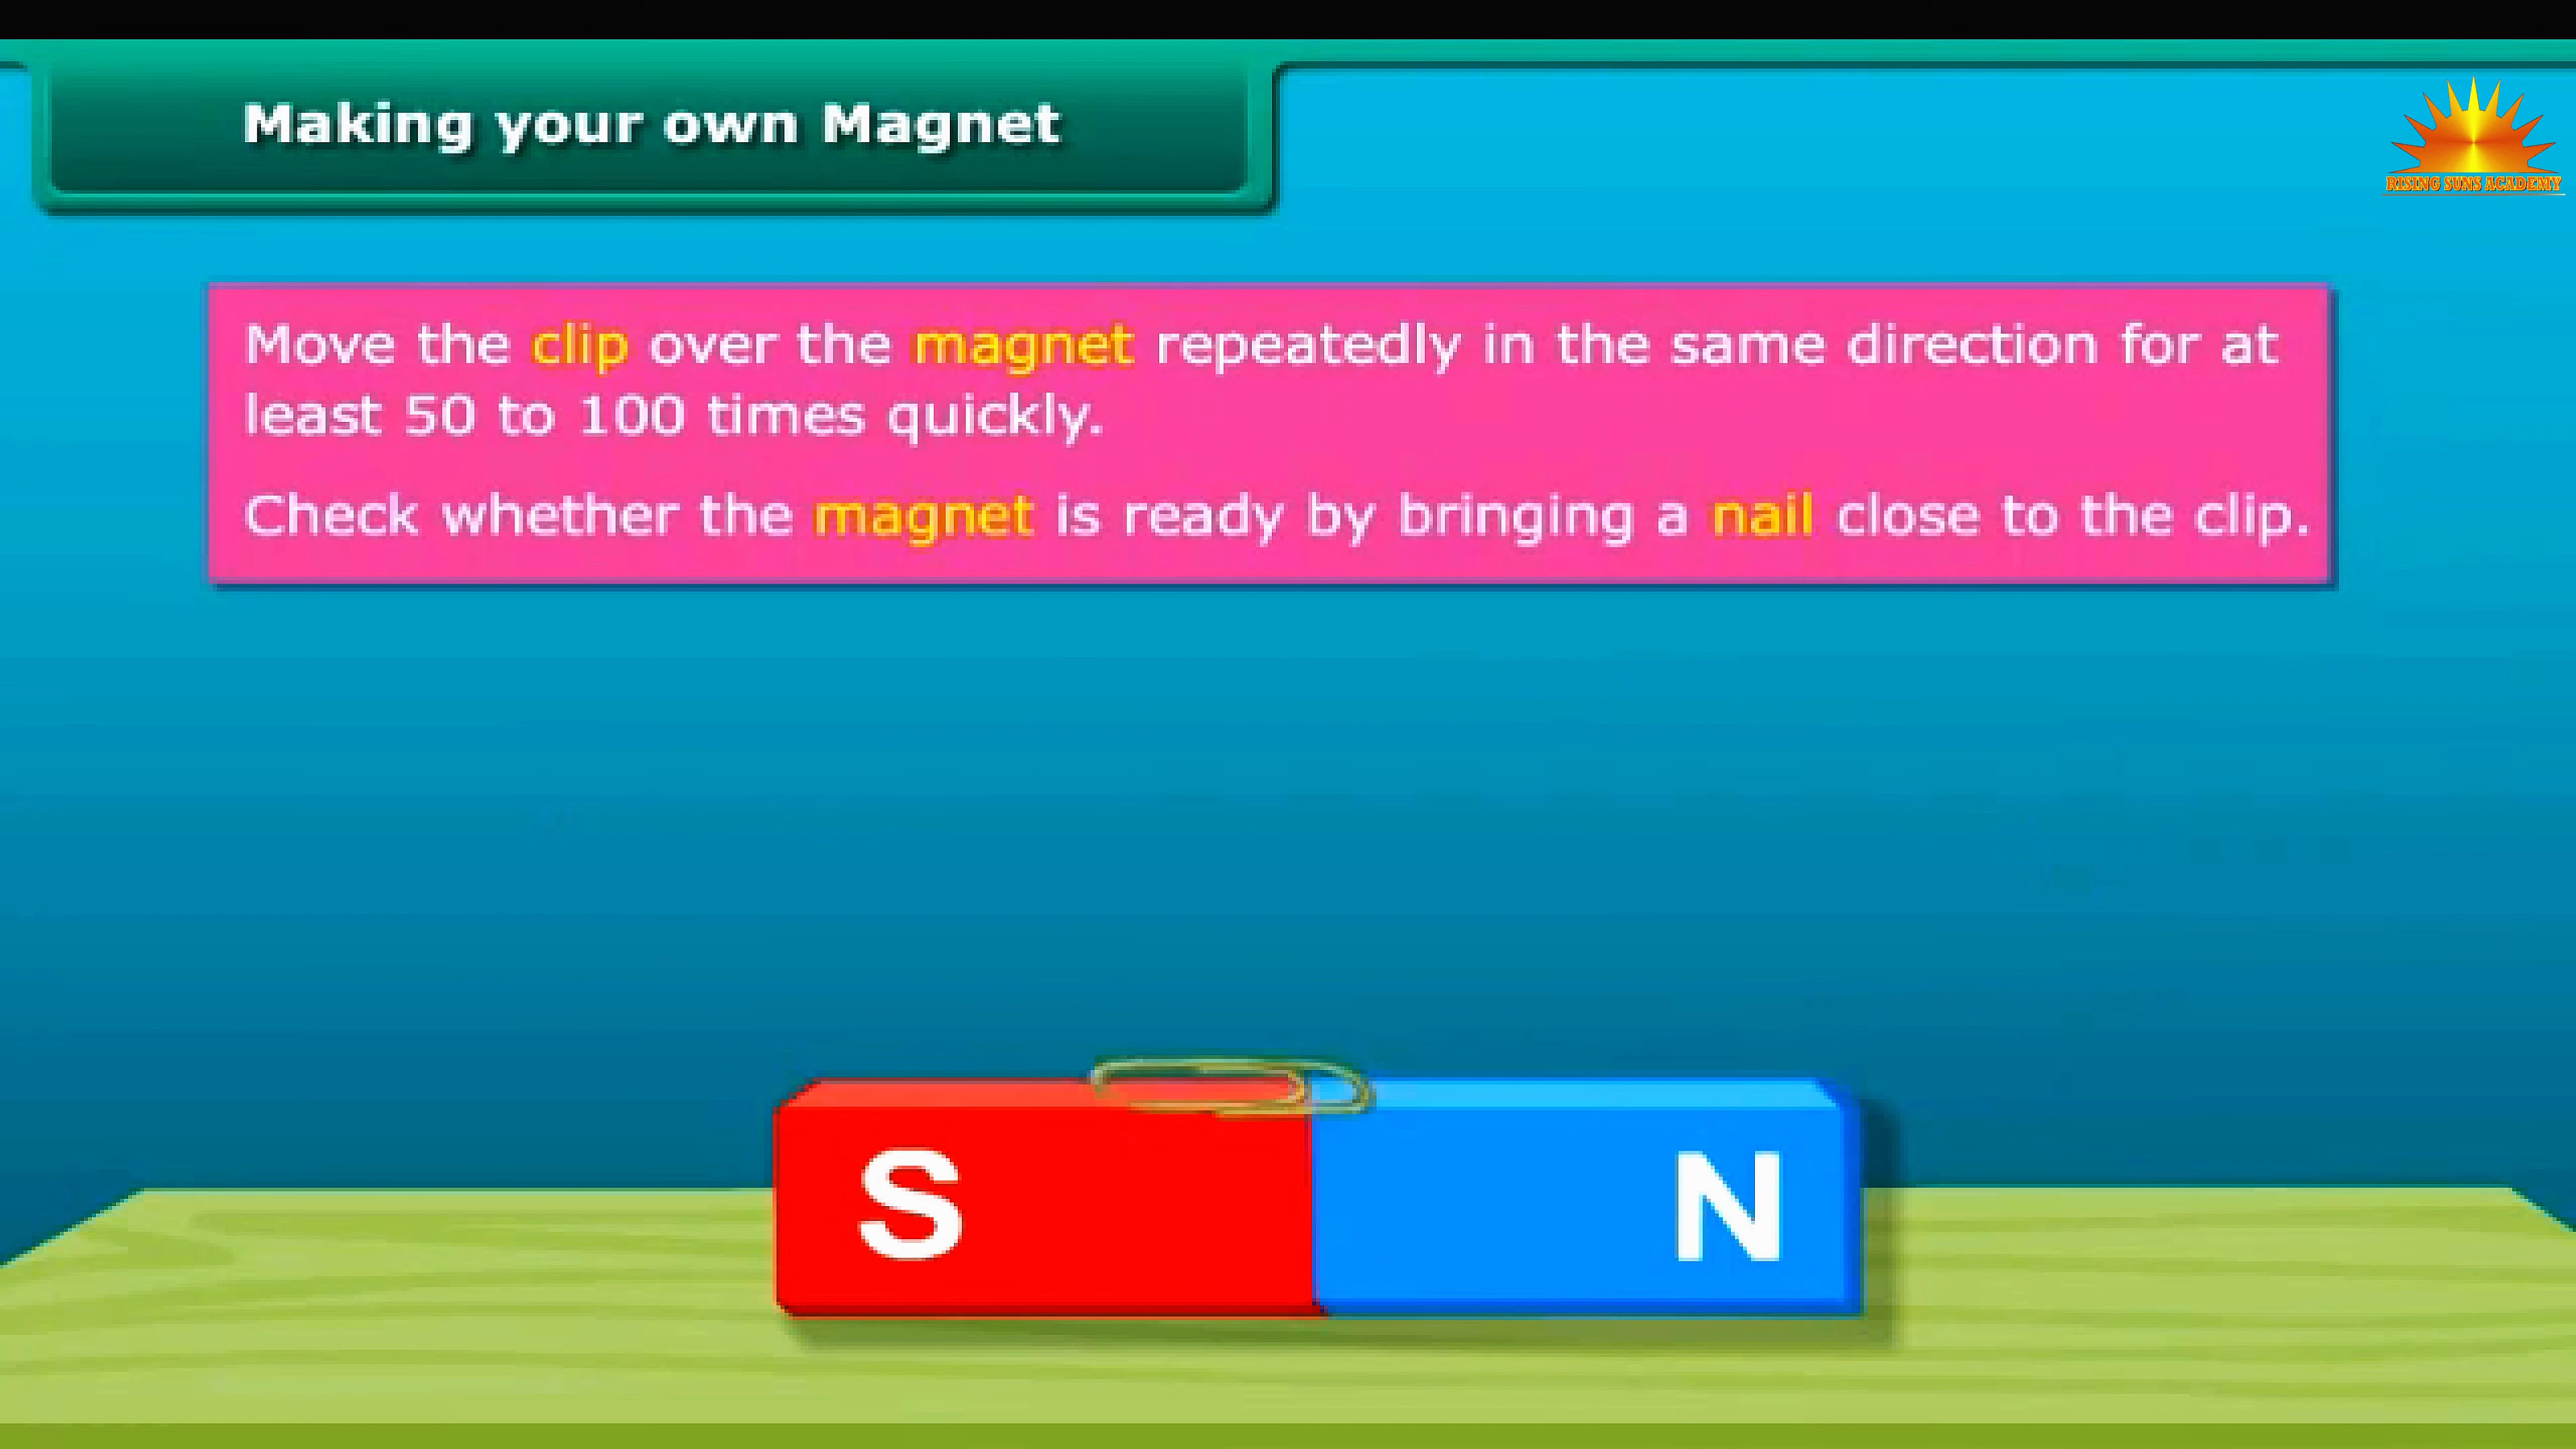 Making your own Magnet
RISING SUNS ACADEMY
Move the clip over the magnet repeatedly in the same direction for at
least 50 to 100 times quickly.
Check whether the magnet is ready by bringing a nail close to the clip.
S
N